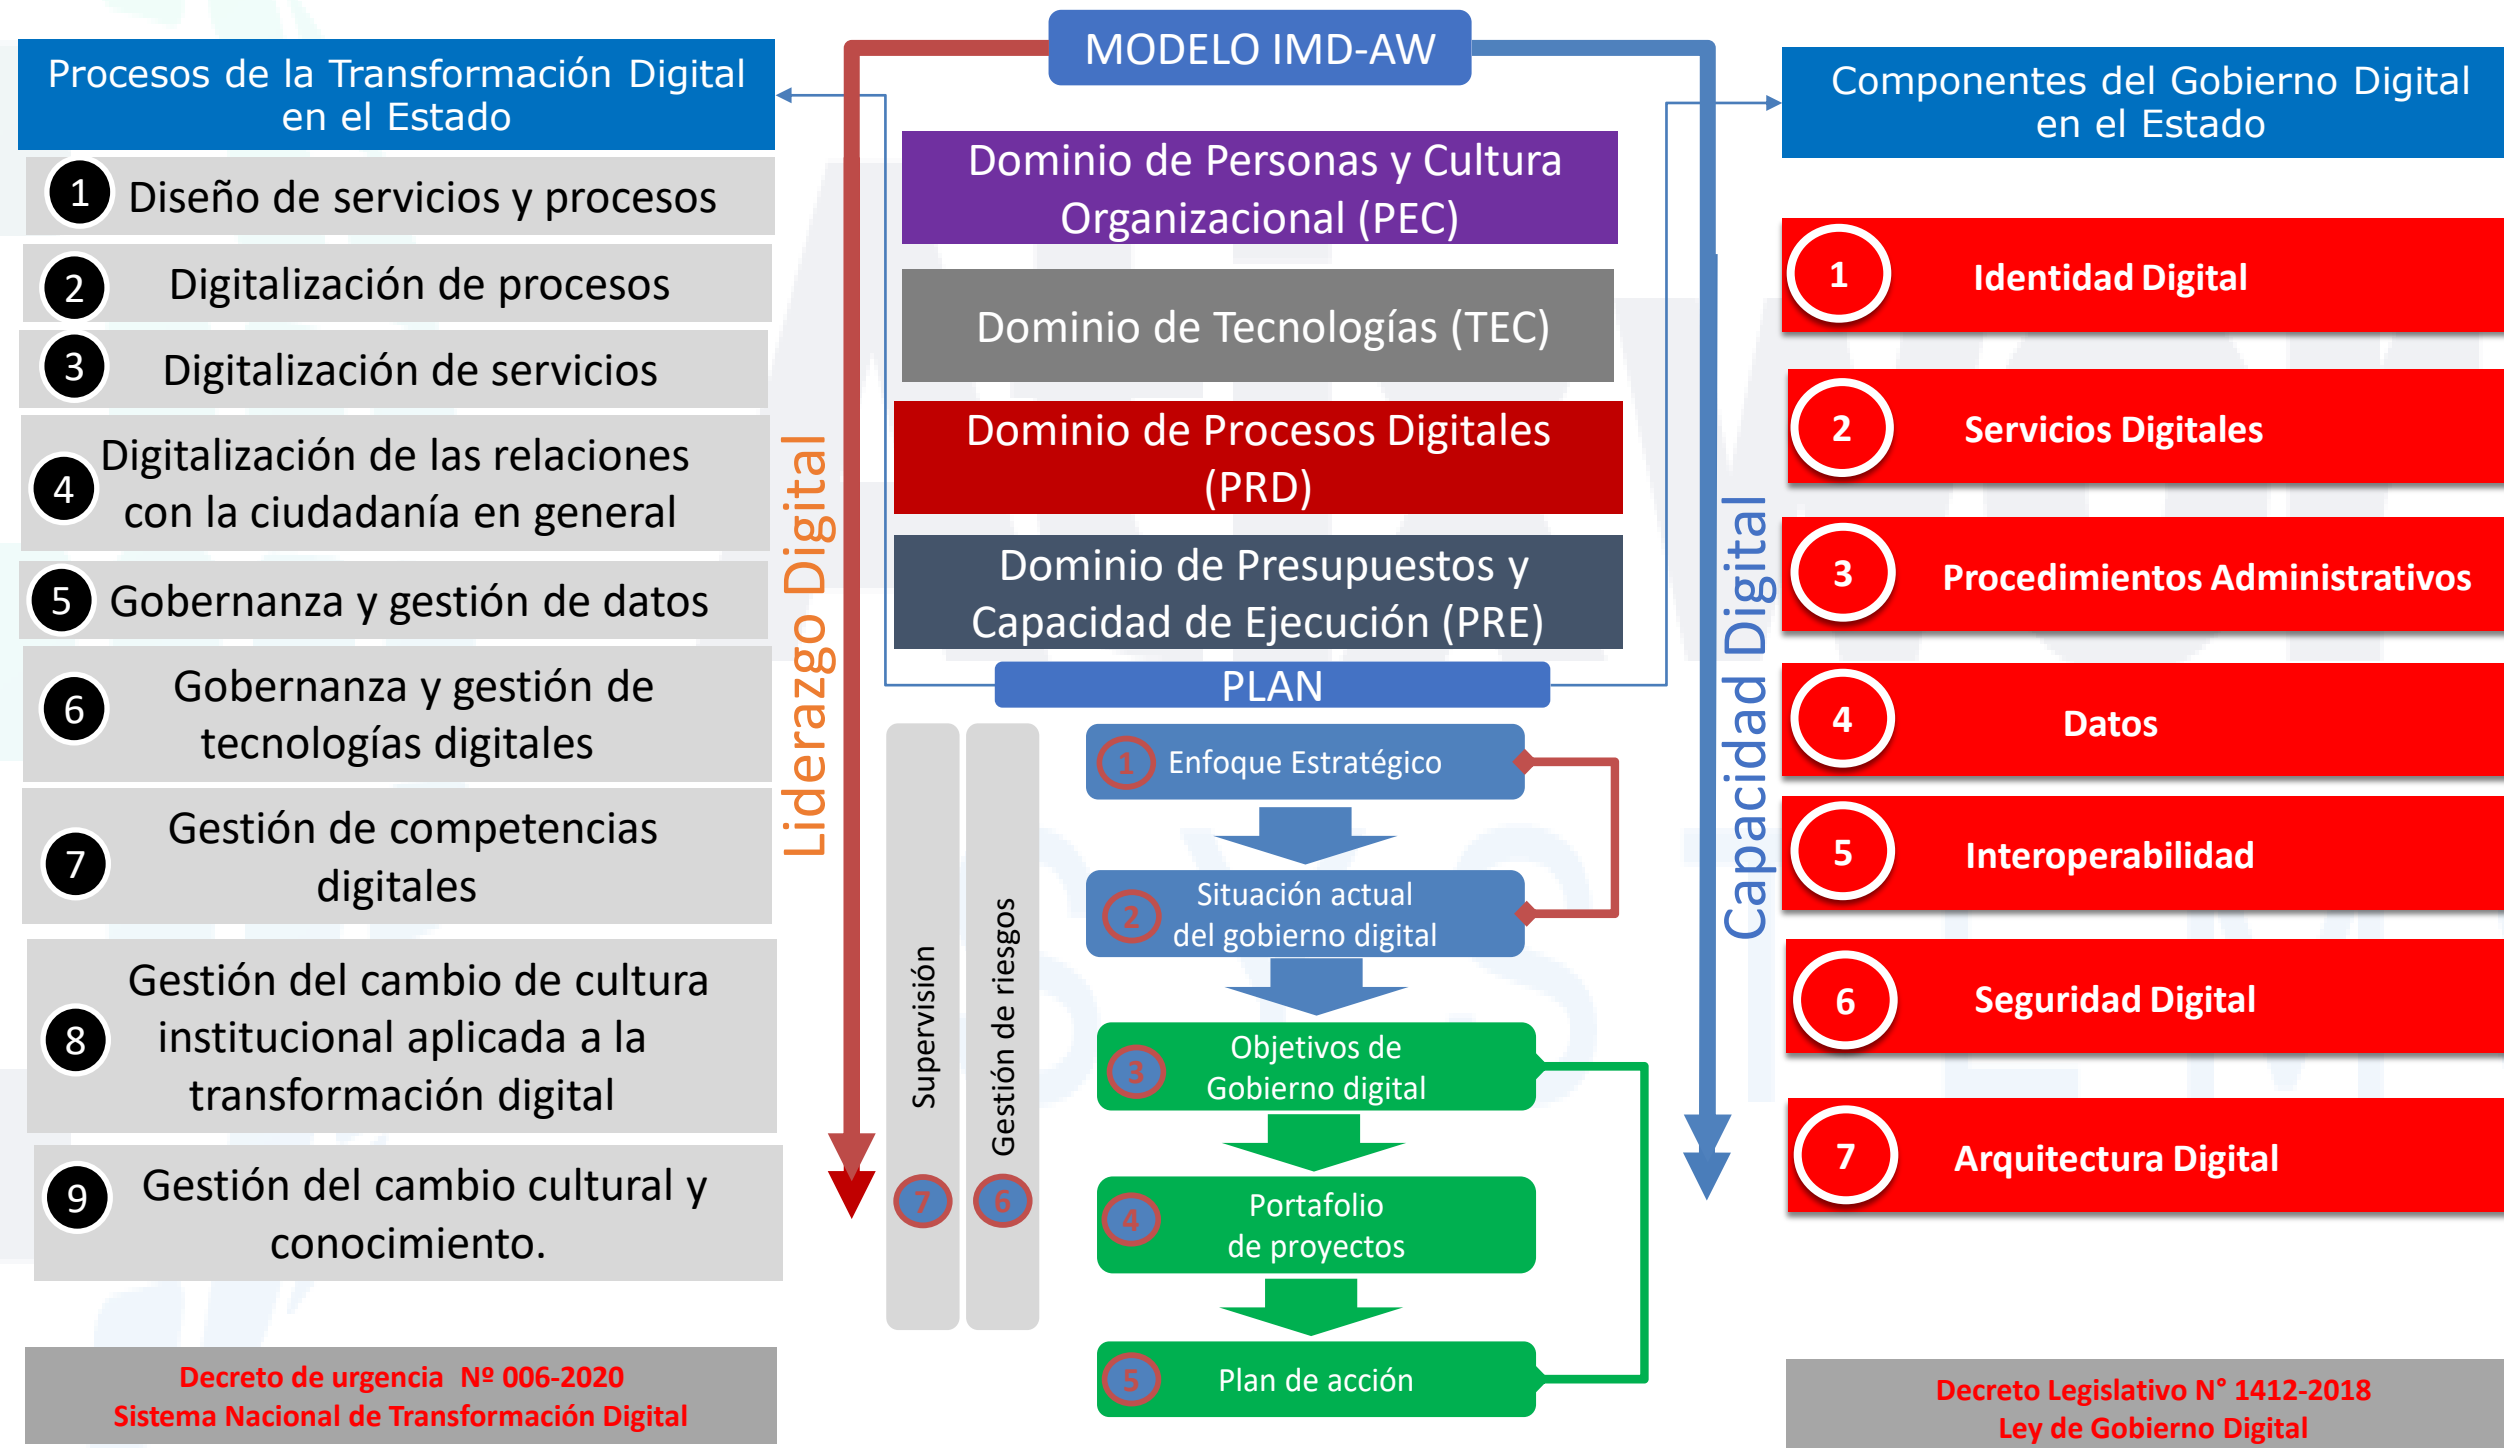 MODELO IMD-AW
Procesos de la Transformación Digital
en el Estado
1
Diseño de servicios y procesos
2
Digitalización de procesos
3
Digitalización de servicios
4
Digitalización de las relaciones
con la ciudadanía en general
5
Gobernanza y gestión de datos
6
Gobernanza y gestión de
tecnologías digitales
7
Gestión de competencias
digitales
8
Gestión del cambio de cultura
institucional aplicada a la
transformación digital
9
Gestión del cambio cultural y
conocimiento.
Decreto de urgencia Nº 006-2020
Sistema Nacional de Transformación Digital
Liderazgo Digital
Dominio de Personas y Cultura
Organizacional (PEC)
Dominio de Tecnologías (TEC)
Dominio de Procesos Digitales
(PRD)
Dominio de Presupuestos y
Capacidad de Ejecución (PRE)
PLAN
Supervisión
7
Gestión de riesgos
6
1
Enfoque Estratégico
2
Situación actual
del gobierno digital
3
Objetivos de
Gobierno digital
4
Portafolio
de proyectos
5
Plan de acción
Capacidad Digital
Componentes del Gobierno Digital
en el Estado
1
Identidad Digital
2
Servicios Digitales
3
Procedimientos Administrativos
4
Datos
5
Interoperabilidad
6
Seguridad Digital
7
Arquitectura Digital
Decreto Legislativo N° 1412-2018
Ley de Gobierno Digital